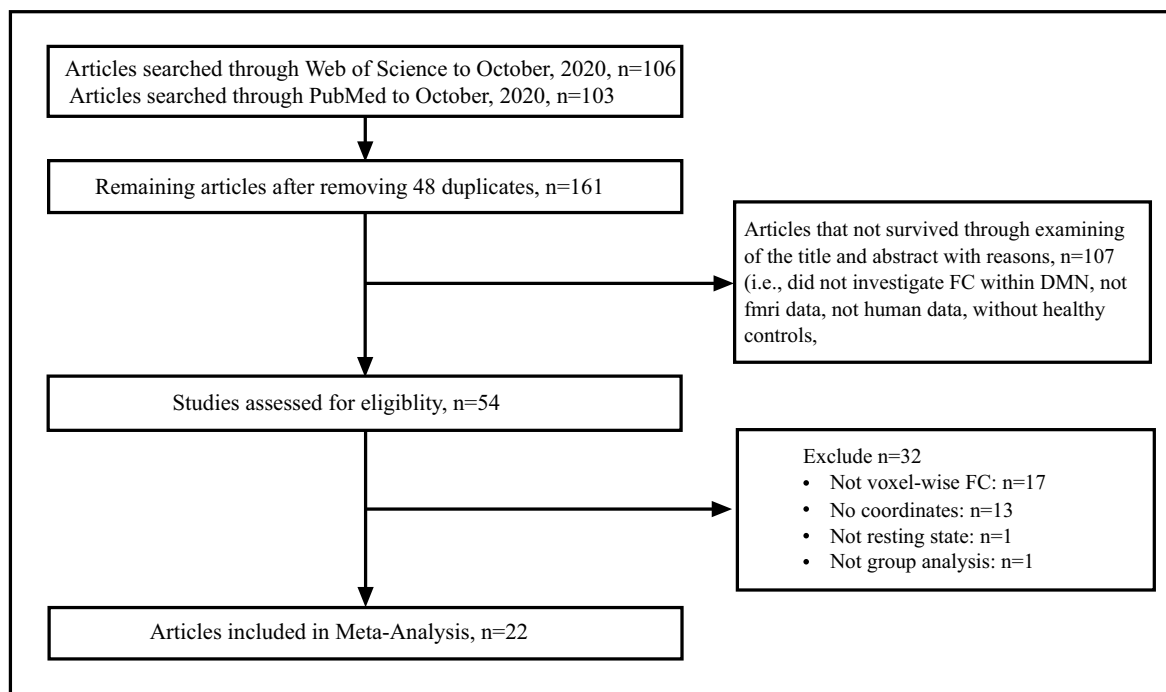 Articles searched through Web of Science to October, 2020, n=106
Articles searched through PubMed to October, 2020, n=103
Remaining articles after removing 48 duplicates, n=161
Articles that not survived through examining
of the title and abstract with reasons, n=107
(i.e., did not investigate FC within DMN, not
fmri data, not human data, without healthy
controls,
Studies assessed for eligiblity, n=54
Exclude n=32
• Not voxel-wise FC: n=17
• No coordinates: n=13
• Not resting state: n=1
• Not group analysis: n=1
Articles included in Meta-Analysis, n=22